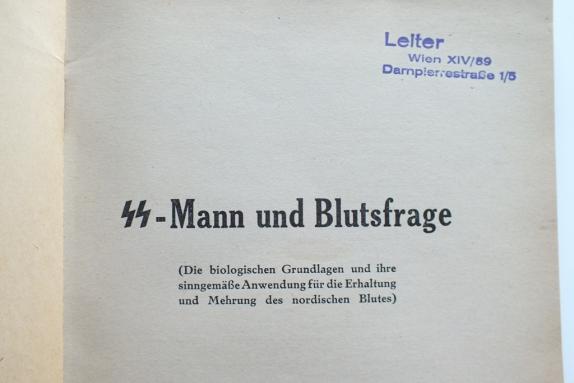 Leiter
Wien XIV/89
Dampierrestraße 1/5
ᛋᛋ-Mann und Blutsfrage
(Die biologischen Grundlagen und ihre
sinngemäße Anwendung für die Erhaltung
und Mehrung des nordischen Blutes)